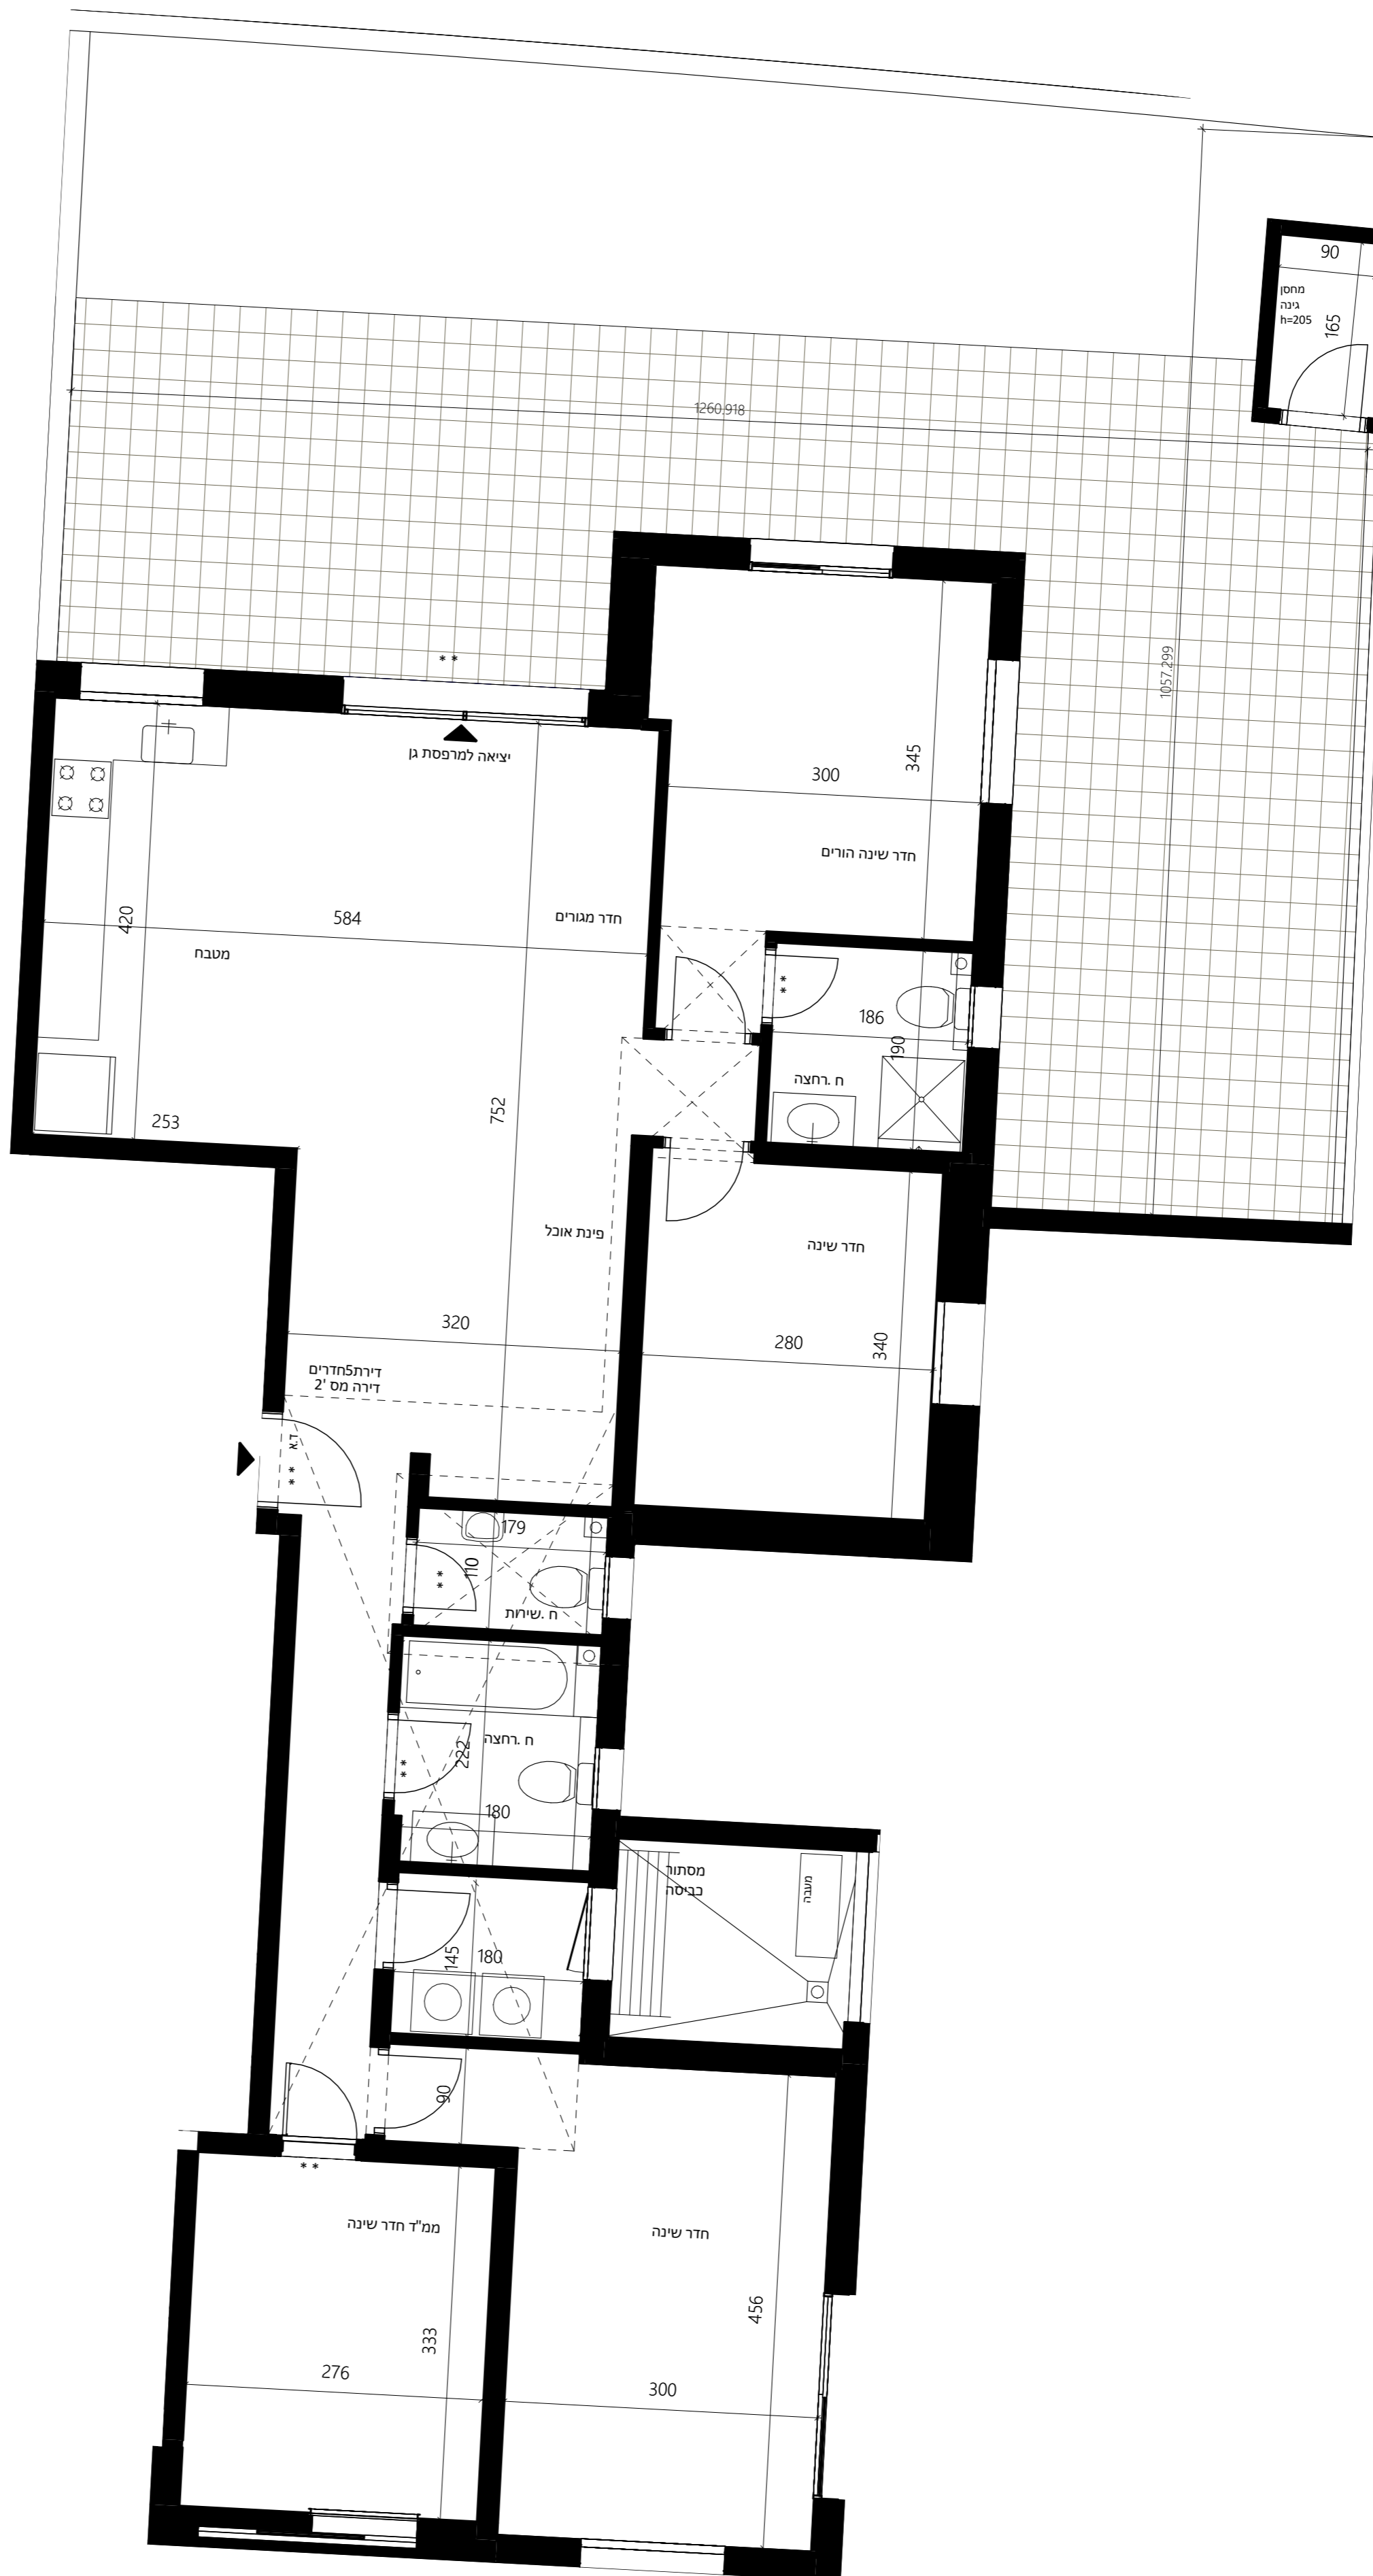 90
מחסן
גינה
h=205
165
1260.918
1057.299
**
יציאה למרפסת גן
345
300
חדר שינה הורים
420
584
חדר מגורים
מטבח
**
186
190
ח .רחצה
253
752
פינת אוכל
חדר שינה
320
280
340
דירת5חדרים
דירה מס '2
ד.א
**
179
110
**
ח .שירות
ח .רחצה
222
**
180
מסתור
כביסה
מעבה
145
180
90
**
ממ"ד חדר שינה
חדר שינה
456
333
276
300